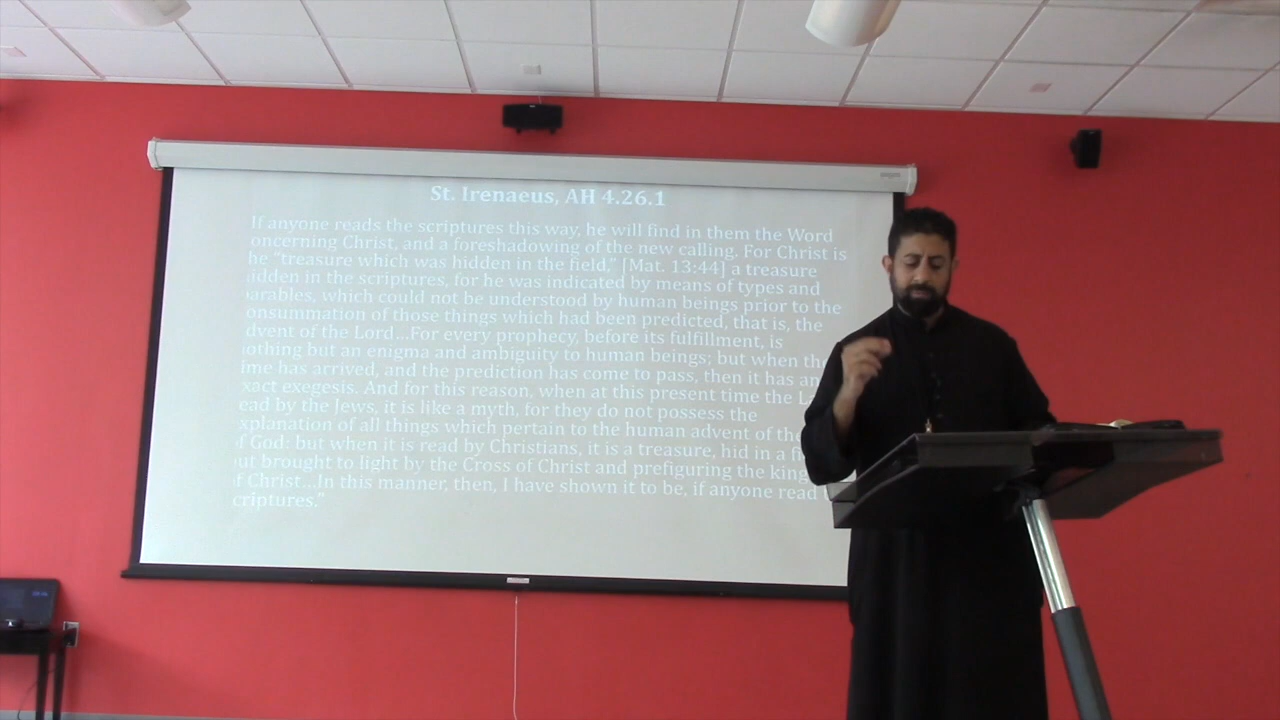 St. Irenaeus, AH 4.26.1
If anyone reads the scriptures this way, he will find in them the Word
oncerning Christ, and a foreshadowing of the new calling. For Christ is
he “treasure which was hidden in the field,” [Mat. 13:44] a treasure
idden in the scriptures, for he was indicated by means of types and
arables, which could not be understood by human beings prior to the
onsummation of those things which had been predicted, that is, the
dvent of the Lord...For every prophecy, before its fulfillment, is
othing but an enigma and ambiguity to human beings; but when the
ime has arrived, and the prediction has come to pass, then it has an
xact exegesis. And for this reason, when at this present time the La
ead by the Jews, it is like a myth, for they do not possess the
xplanation of all things which pertain to the human advent of the
f God: but when it is read by Christians, it is a treasure, hid in a fi
ut brought to light by the Cross of Christ and prefiguring the king
f Christ...In this manner, then, I have shown it to be, if anyone read
criptures.”